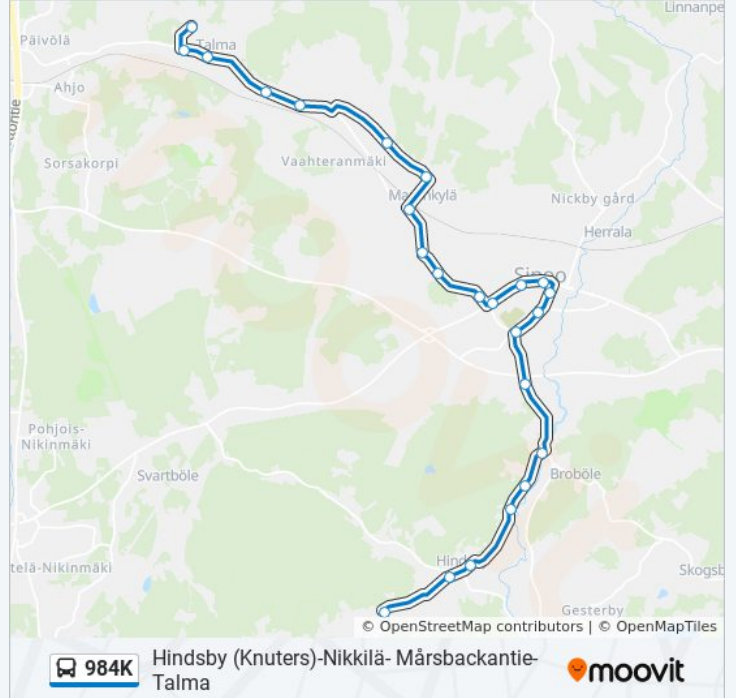 Linnanpe
Päivölä
Talma
Ahjo
Sorsakorpi
Vaahteranmäki
Nickby gård
Herrala
Pohjois-
Nikinmäki
Svartböle
Broböle
telä-Nikinmäki
Skogsb
Gesterby
© OpenStreetMap contributors | © OpenMapTiles
984K
Hindsby (Knuters)-Nikkilä- Mårsbackantie-
Talma
moovit